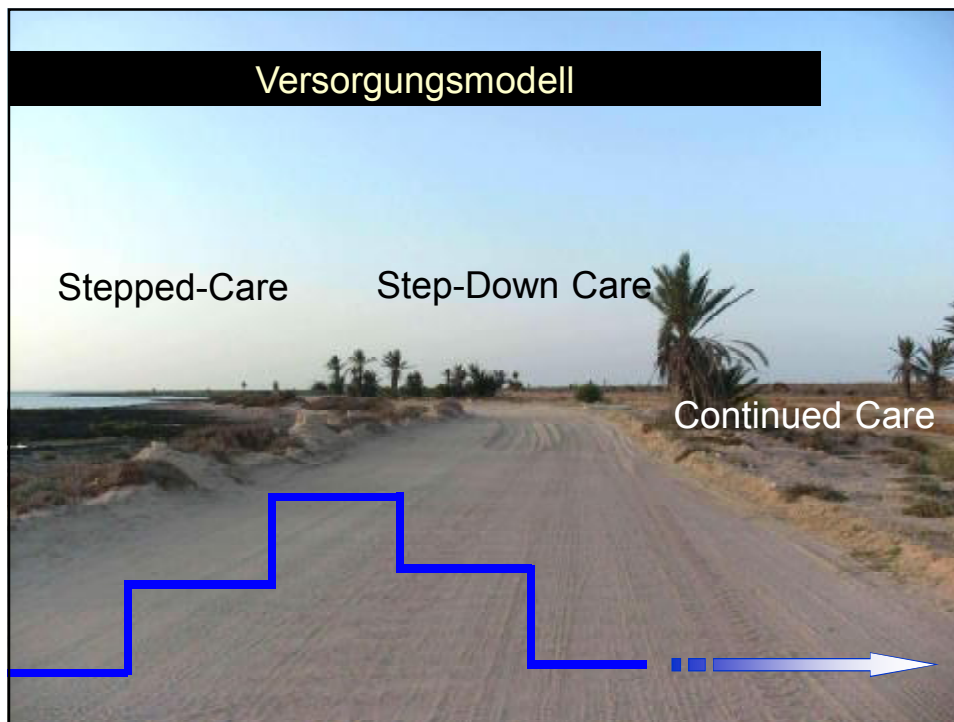 Versorgungsmodell
Stepped-Care
Step-Down Care
Continued Care